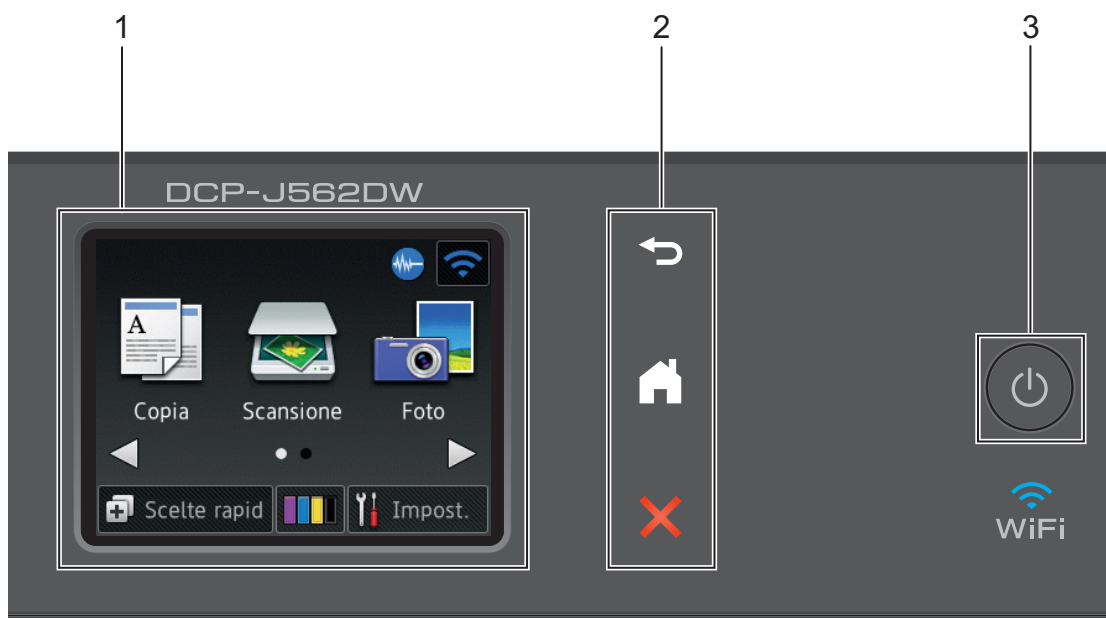 1 2 3
DCP-J562DW
A
Copia Scansione Foto
Scelte rapid Impost.
WiFi